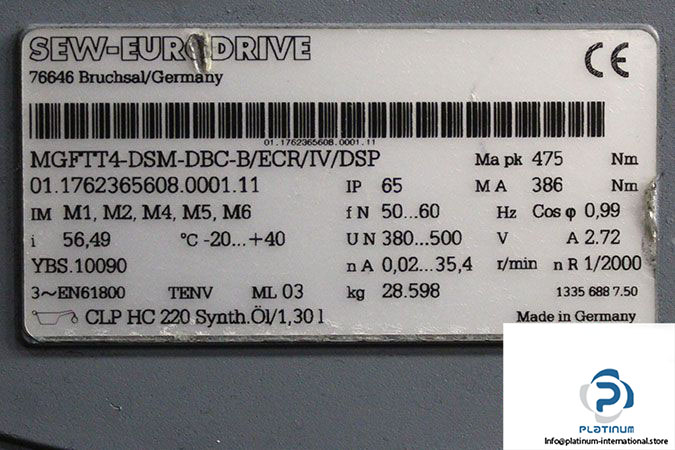 SEW-EURODRIVE
76646 Bruchsal/Germany
CE
01.1762365608.0001.11
MGFTT4-DSM-DBC-B/ECR/IV/DSP Ma pk 475 Nm
01.1762365608.0001.11 IP 65 M A 386 Nm
IM M1, M2, M4, M5, M6 f N 50...60 Hz Cos φ 0,99
i 56,49 °C -20...+40 U N 380...500 V A 2.72
YBS.10090 n A 0,02...35,4 r/min n R 1/2000
3~EN61800 TENV ML 03 kg 28.598 1335 688 7.50
CLP HC 220 Synth.Öl/1,30 l Made in Germany
PLATINUM
Info@platinum-international.store